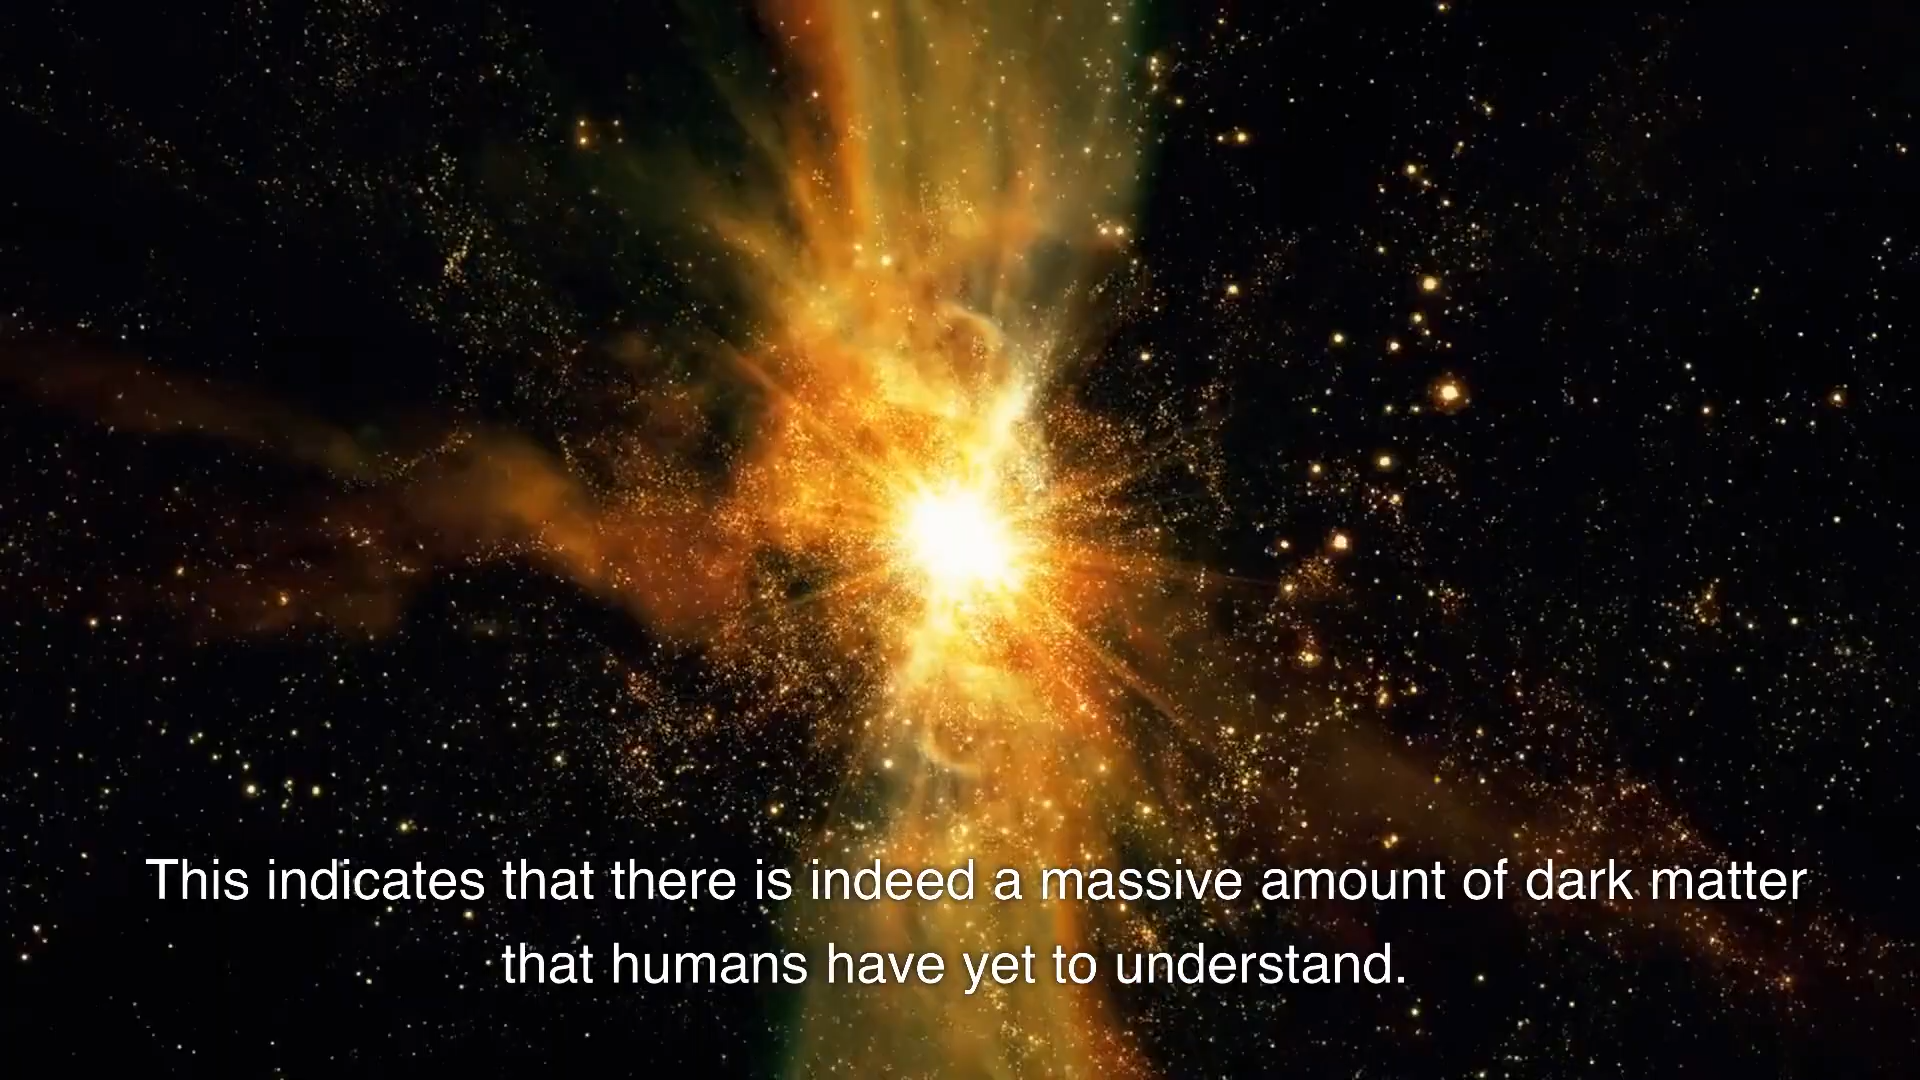 This indicates that there is indeed a massive amount of dark matter
that humans have yet to understand.